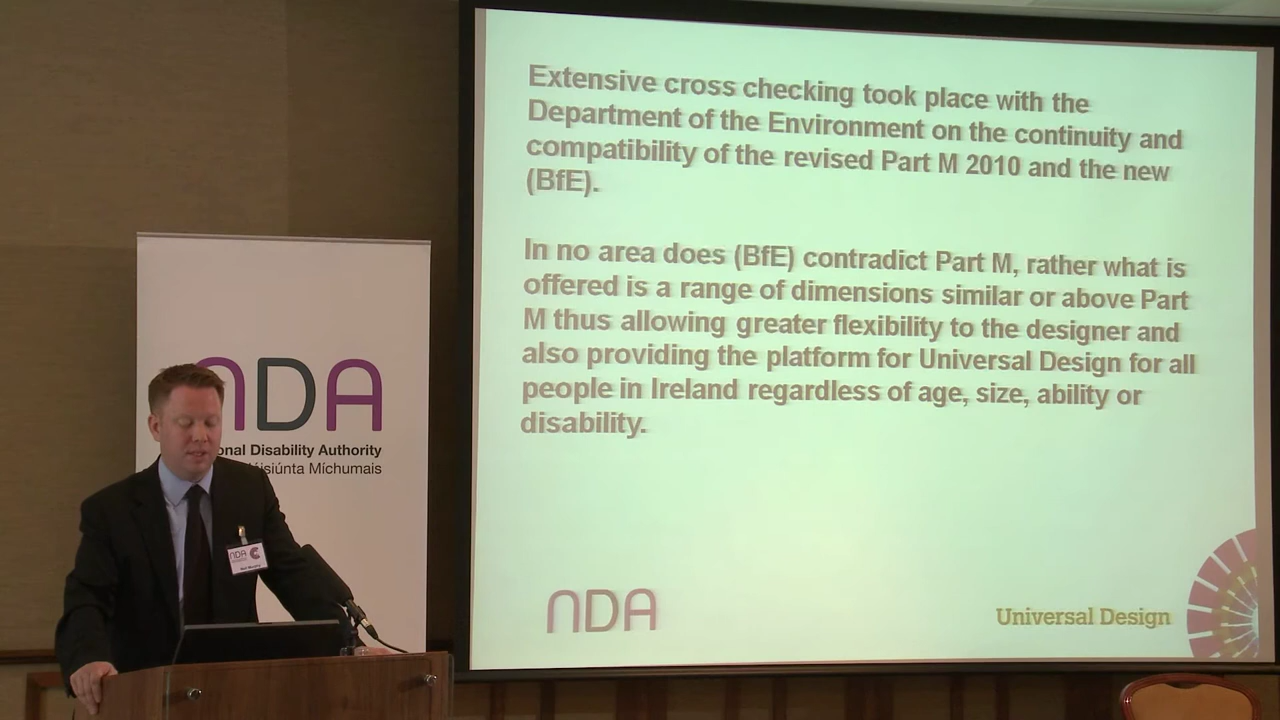 Extensive cross checking took place with the
Department of the Environment on the continuity and
compatibility of the revised Part M 2010 and the new
(BfE).
In no area does (BfE) contradict Part M, rather what is
offered is a range of dimensions similar or above Part
M thus allowing greater flexibility to the designer and
also providing the platform for Universal Design for all
people in Ireland regardless of age, size, ability or
disability.
NDA
Universal Design
NDA
onal Disability Authority
Míchumais
NDA